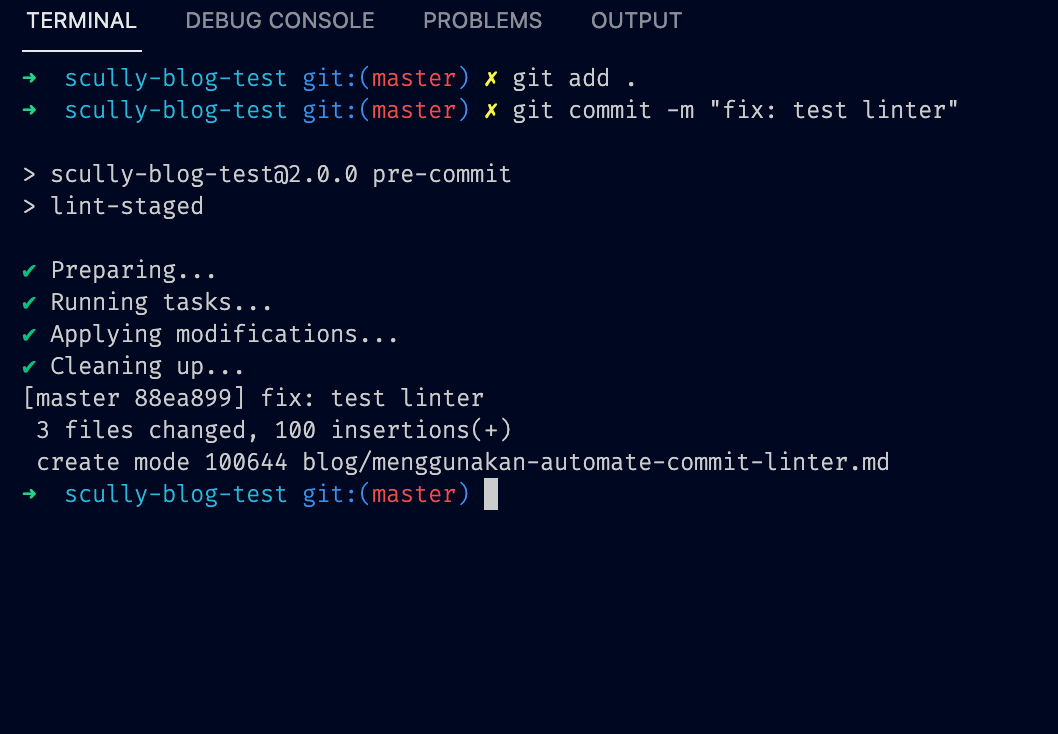 TERMINAL DEBUG CONSOLE PROBLEMS OUTPUT
➜ scully-blog-test git:(master) ✗ git add .
➜ scully-blog-test git:(master) ✗ git commit -m "fix: test linter"
> scully-blog-test@2.0.0 pre-commit
> lint-staged
✔ Preparing...
✔ Running tasks...
✔ Applying modifications...
✔ Cleaning up...
[master 88ea899] fix: test linter
3 files changed, 100 insertions(+)
create mode 100644 blog/menggunakan-automate-commit-linter.md
➜ scully-blog-test git:(master)